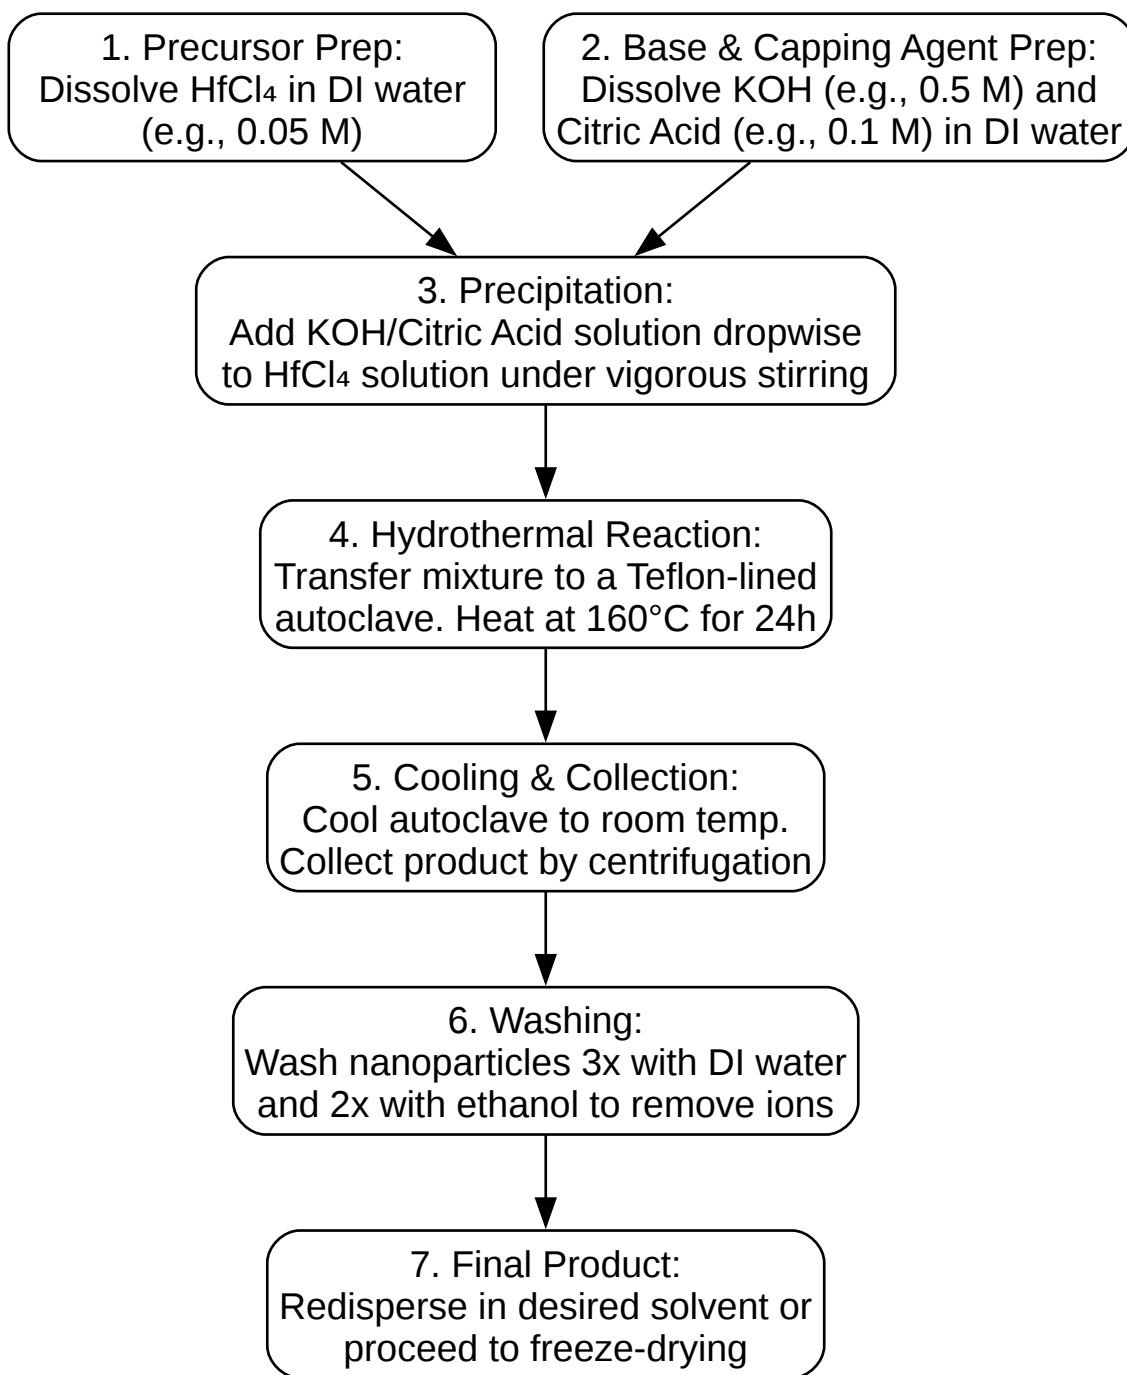 1. Precursor Prep:
Dissolve HfCl₄ in DI water
(e.g., 0.05 M)
2. Base & Capping Agent Prep:
Dissolve KOH (e.g., 0.5 M) and
Citric Acid (e.g., 0.1 M) in DI water
3. Precipitation:
Add KOH/Citric Acid solution dropwise
to HfCl₄ solution under vigorous stirring
4. Hydrothermal Reaction:
Transfer mixture to a Teflon-lined
autoclave. Heat at 160°C for 24h
5. Cooling & Collection:
Cool autoclave to room temp.
Collect product by centrifugation
6. Washing:
Wash nanoparticles 3x with DI water
and 2x with ethanol to remove ions
7. Final Product:
Redisperse in desired solvent or
proceed to freeze-drying